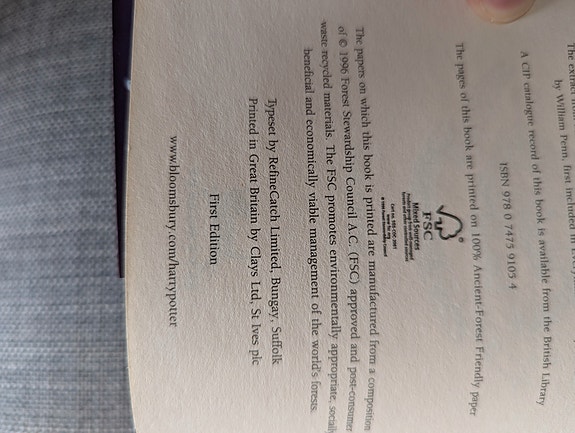 The extract
by William Penn, first included in
A CIP catalogue record of this book is available from the British Library
ISBN 978 0 7475 9105 4
The pages of this book are printed on 100% Ancient-Forest Friendly paper
FSC
Mixed Sources
The papers on which this book is printed are manufactured from a composition
of © 1996 Forest Stewardship Council A.C. (FSC) approved and post-consumer
waste recycled materials. The FSC promotes environmentally appropriate, socially
beneficial and economically viable management of the world's forests.
Typeset by RefineCatch Limited, Bungay, Suffolk
Printed in Great Britain by Clays Ltd, St Ives plc
First Edition
www.bloomsbury.com/harrypotter